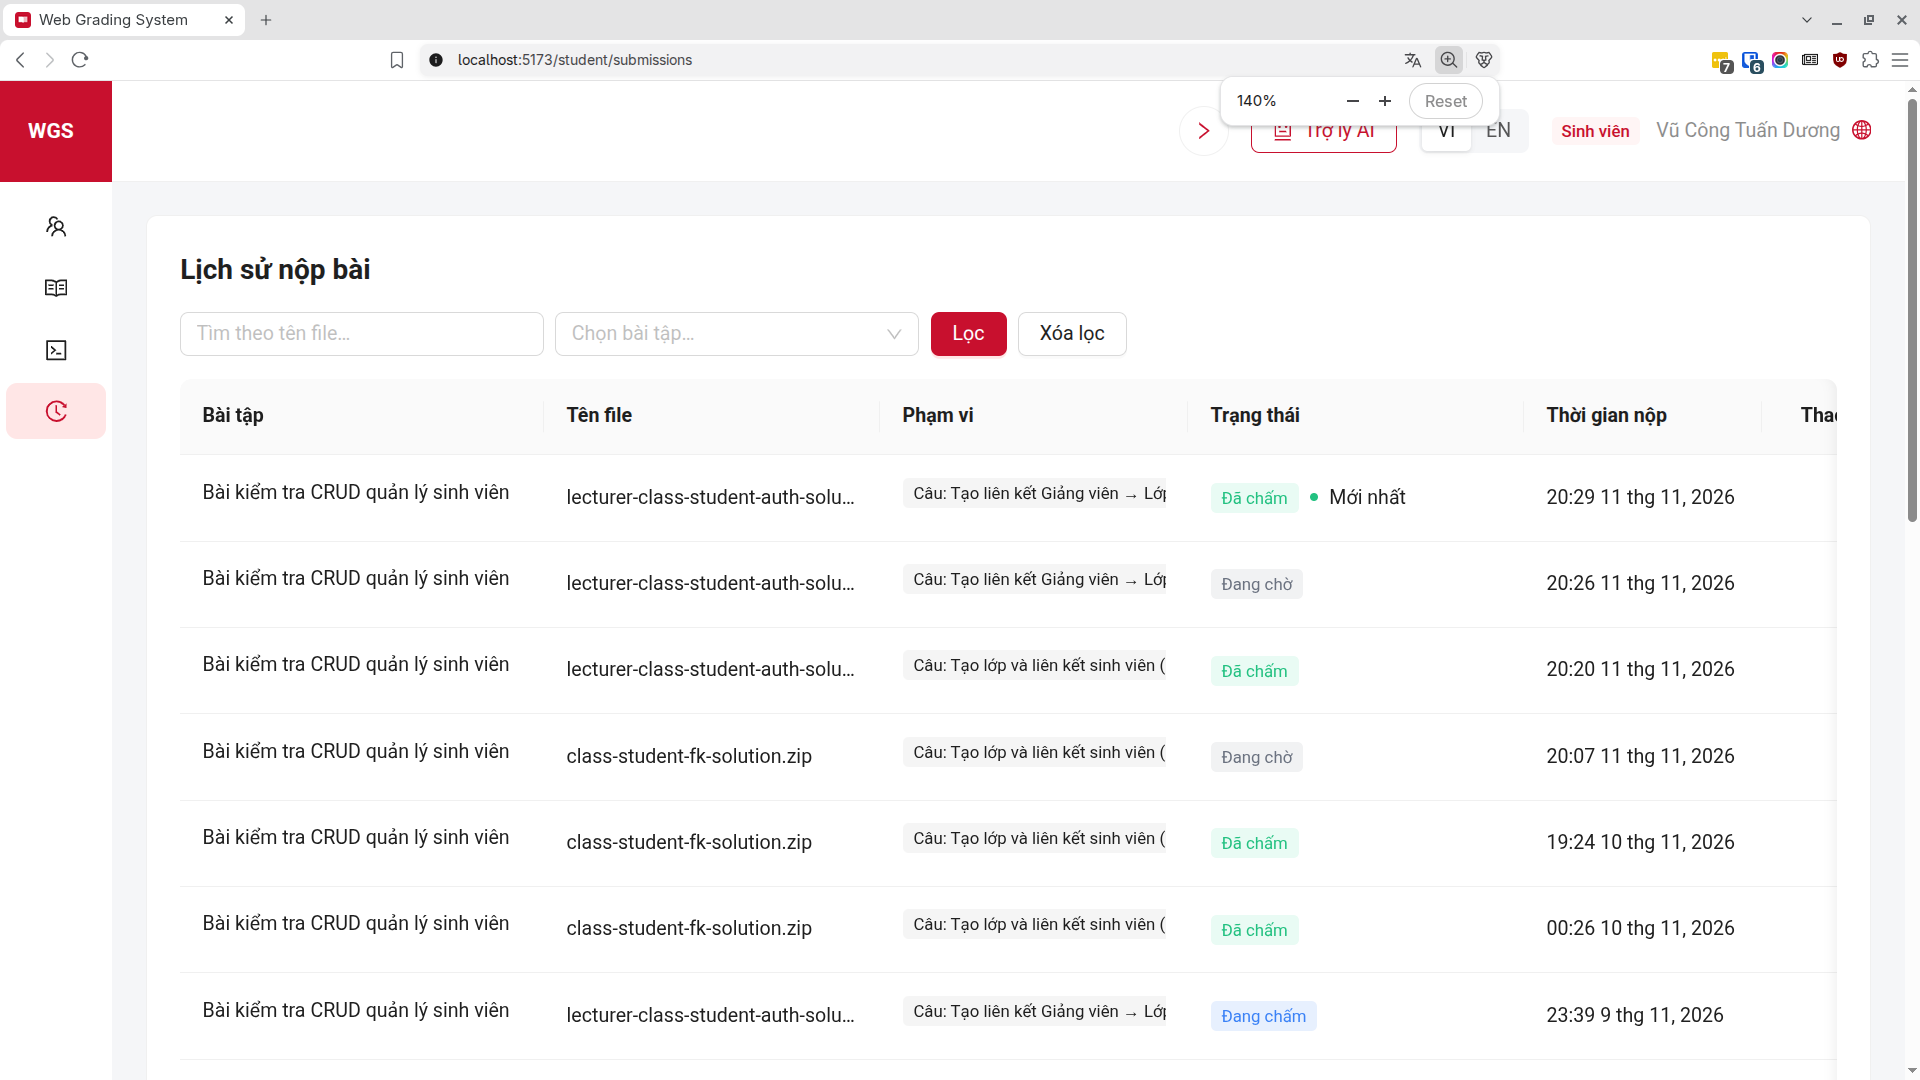 Web Grading System
localhost:5173/student/submissions
7
6
140%
Reset
WGS
Trợ lý AI
VI
EN
Sinh viên
Vũ Công Tuấn Dương
Lịch sử nộp bài
Tìm theo tên file...
Chọn bài tập...
Lọc
Xóa lọc
Bài tập
Tên file
Phạm vi
Trạng thái
Thời gian nộp
Thao
Bài kiểm tra CRUD quản lý sinh viên
lecturer-class-student-auth-solu...
Câu: Tạo liên kết Giảng viên → Lớp
Đã chấm
Mới nhất
20:29 11 thg 11, 2026
Bài kiểm tra CRUD quản lý sinh viên
lecturer-class-student-auth-solu...
Câu: Tạo liên kết Giảng viên → Lớp
Đang chờ
20:26 11 thg 11, 2026
Bài kiểm tra CRUD quản lý sinh viên
lecturer-class-student-auth-solu...
Câu: Tạo lớp và liên kết sinh viên (
Đã chấm
20:20 11 thg 11, 2026
Bài kiểm tra CRUD quản lý sinh viên
class-student-fk-solution.zip
Câu: Tạo lớp và liên kết sinh viên (
Đang chờ
20:07 11 thg 11, 2026
Bài kiểm tra CRUD quản lý sinh viên
class-student-fk-solution.zip
Câu: Tạo lớp và liên kết sinh viên (
Đã chấm
19:24 10 thg 11, 2026
Bài kiểm tra CRUD quản lý sinh viên
class-student-fk-solution.zip
Câu: Tạo lớp và liên kết sinh viên (
Đã chấm
00:26 10 thg 11, 2026
Bài kiểm tra CRUD quản lý sinh viên
lecturer-class-student-auth-solu...
Câu: Tạo liên kết Giảng viên → Lớp
Đang chấm
23:39 9 thg 11, 2026